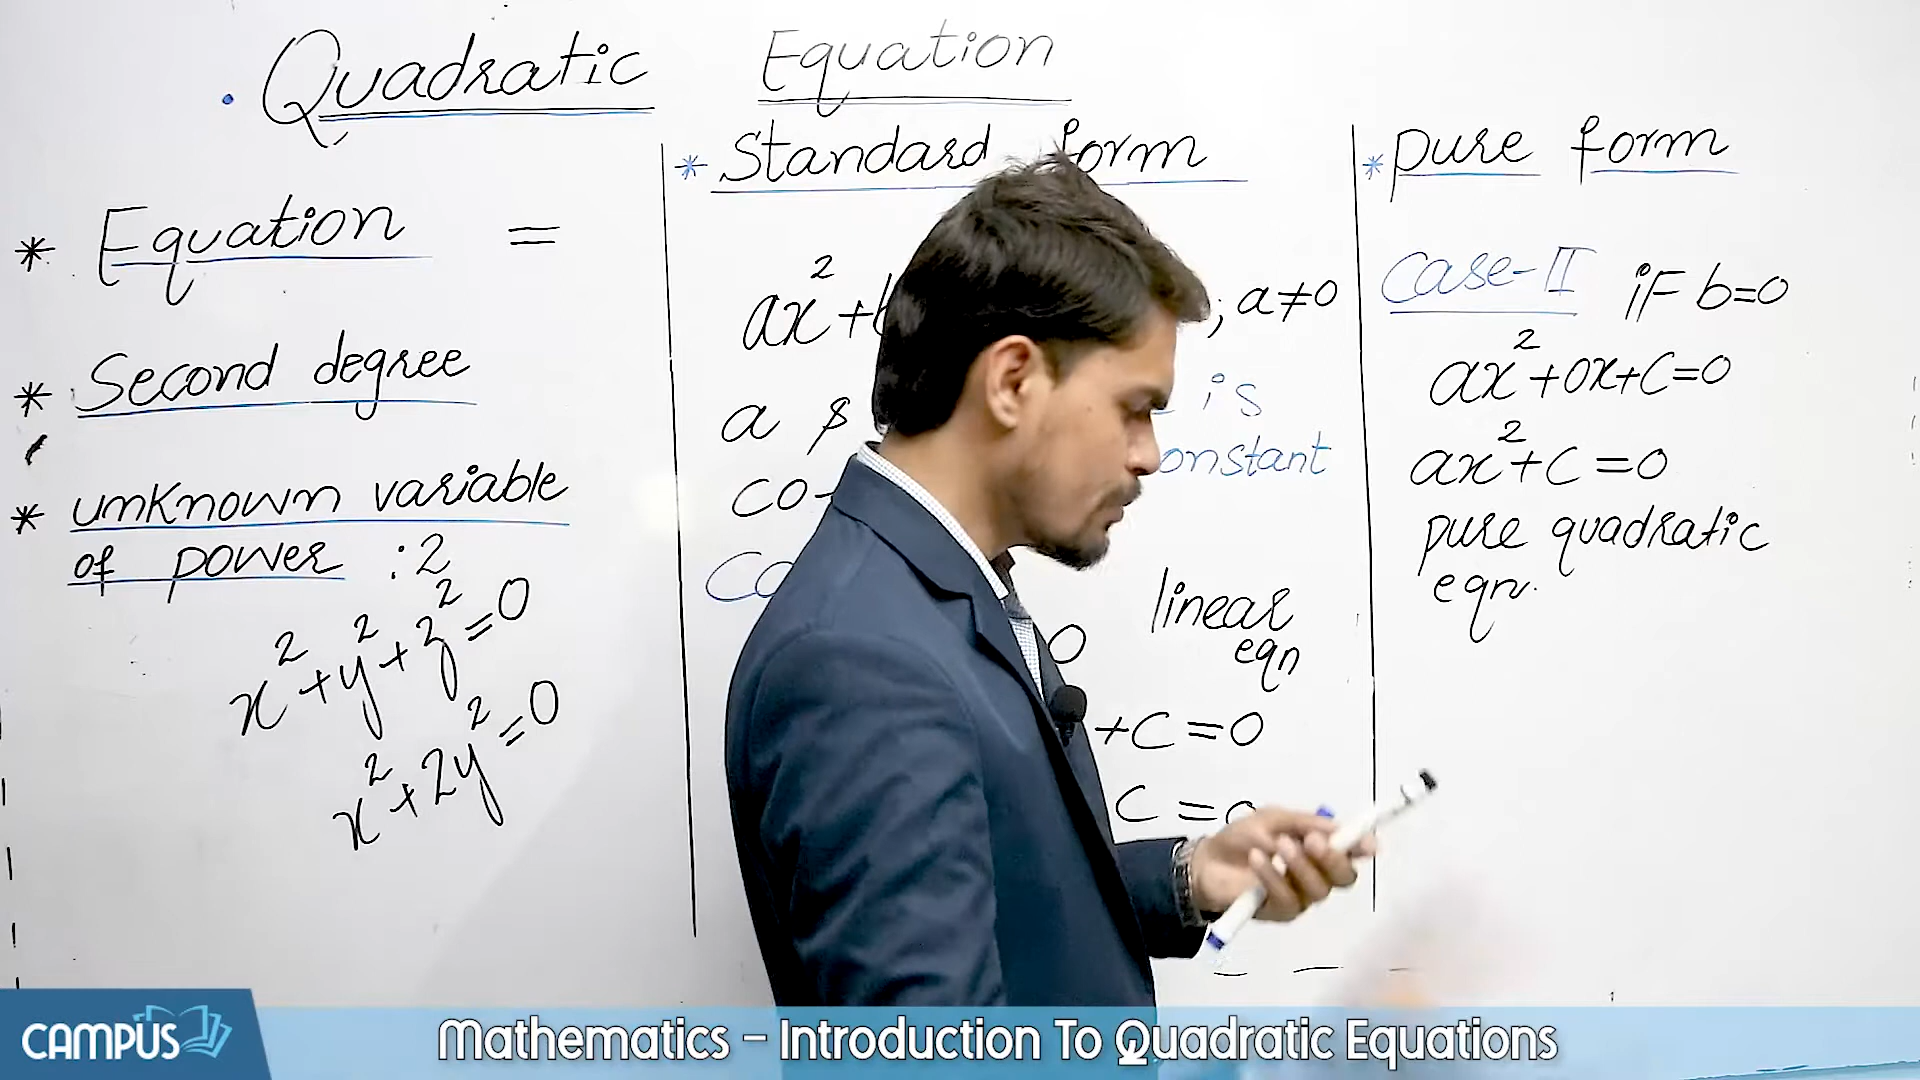 Quadratic Equation
* Equation =
* Second degree
* unknown variable
of power : 2
x²+y²+z²=0
x²+2y²=0
* Standard form
ax²+b ; a≠0
a & is
co- onstant
Ca
0 linear
eqn
+C=0
C=0
* pure form
Case-II if b=0
ax²+0x+C=0
ax²+C=0
pure quadratic
eqn.
CAMPUS
Mathematics – Introduction To Quadratic Equations